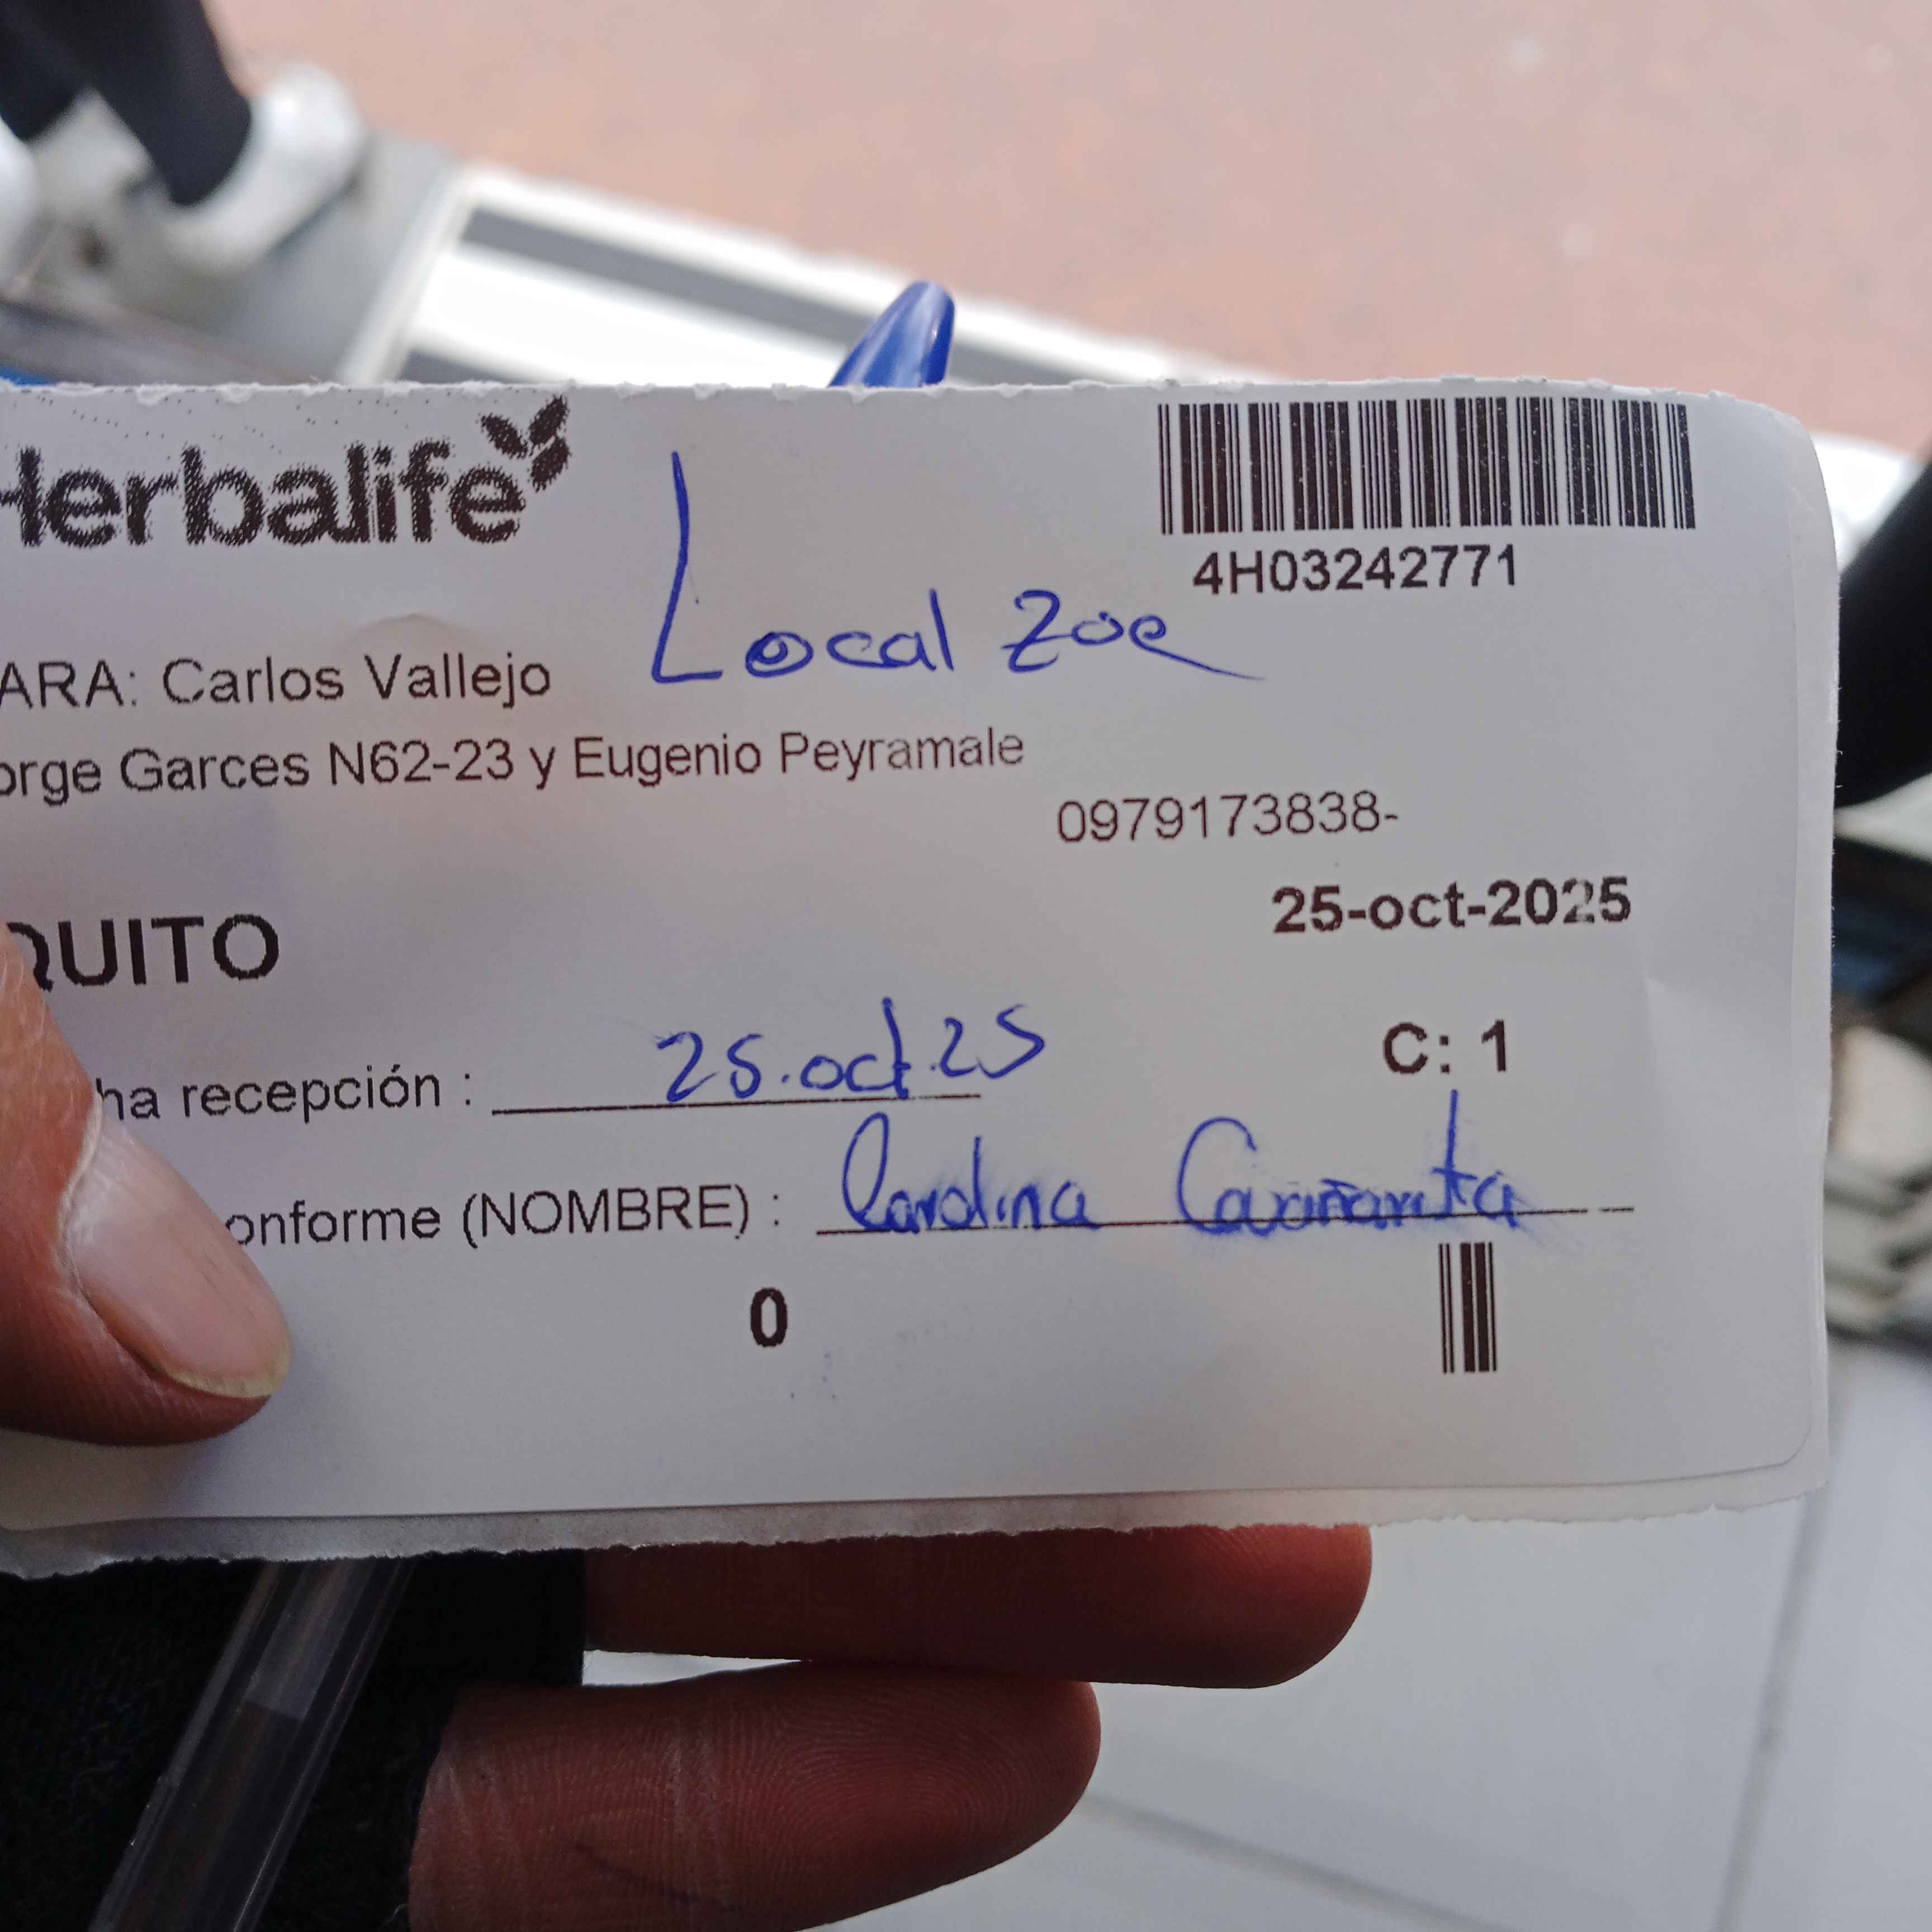 Herbalife
4H03242771
Local Zoe
ARA: Carlos Vallejo
orge Garces N62-23 y Eugenio Peyramale
0979173838-
25-oct-2025
QUITO
C: 1
ha recepción : 25.oct.25
onforme (NOMBRE) : Carolina
0